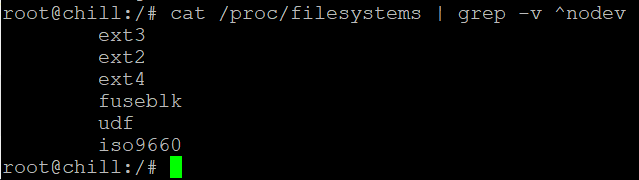 root@chill:/# cat /proc/filesystems | grep -v ^nodev
ext3
ext2
ext4
fuseblk
udf
iso9660
root@chill:/#